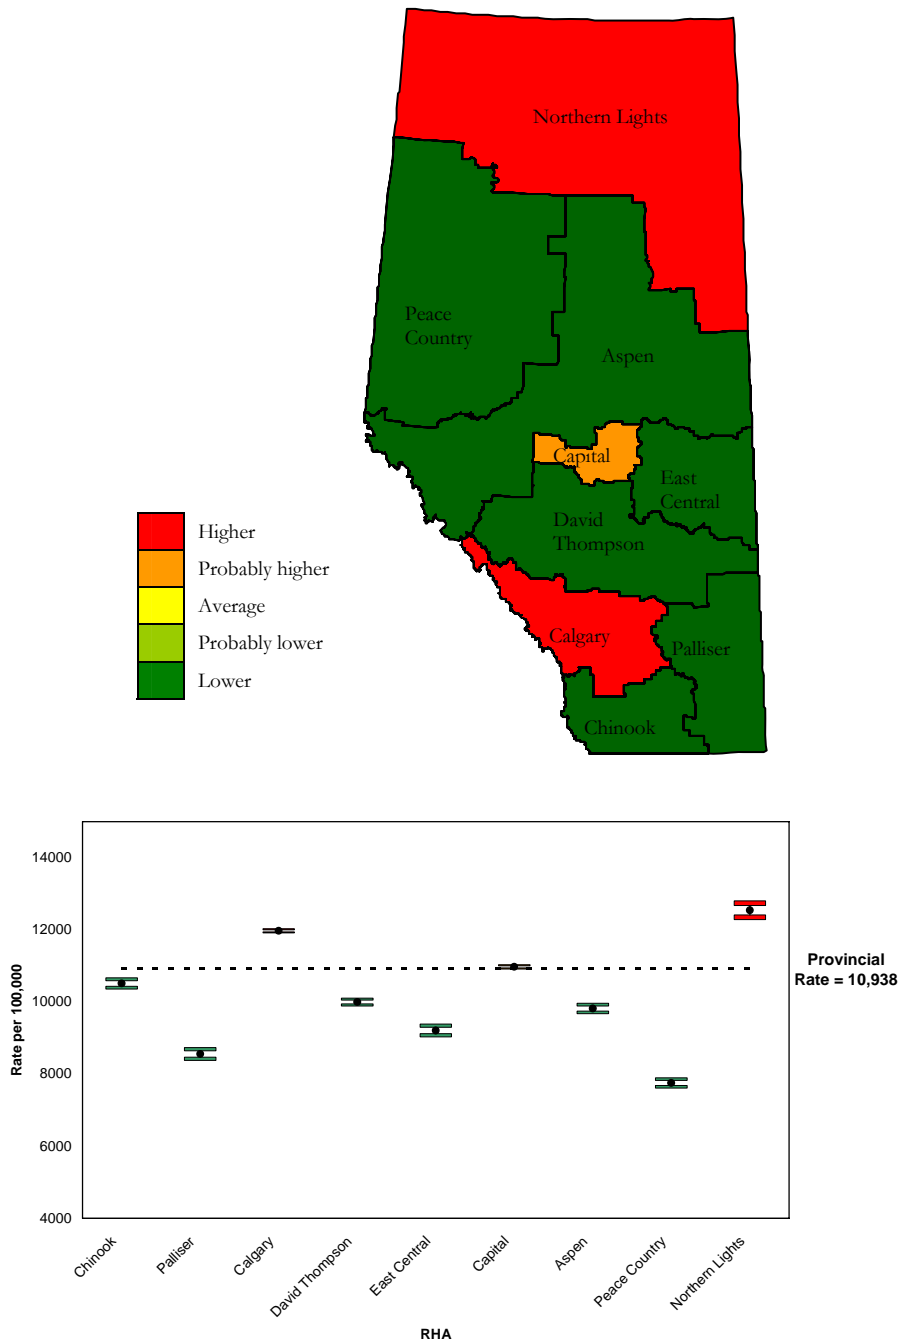 Northern Lights
Peace
Country
Aspen
Capital
East
Central
David
Thompson
Calgary
Palliser
Chinook
Higher
Probably higher
Average
Probably lower
Lower
14000
12000
10000
8000
6000
4000
Rate per 100,000
Provincial
Rate = 10,938
Chinook
Palliser
Calgary
David Thompson
East Central
Capital
Aspen
Peace Country
Northern Lights
RHA